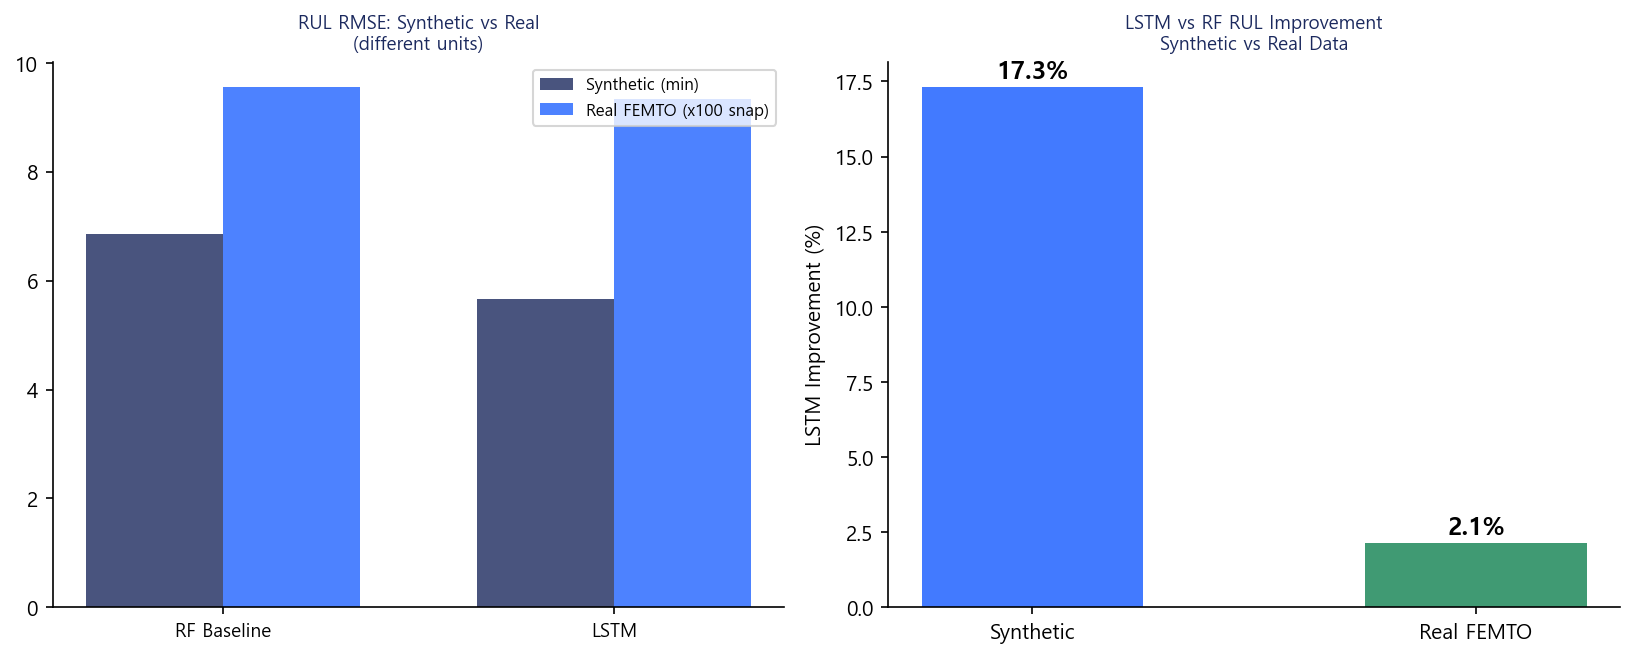 RUL RMSE: Synthetic vs Real
(different units)
10
8
6
4
2
0
Synthetic (min)
Real FEMTO (x100 snap)
RF Baseline
LSTM
LSTM vs RF RUL Improvement
Synthetic vs Real Data
LSTM Improvement (%)
17.5
15.0
12.5
10.0
7.5
5.0
2.5
0.0
17.3%
2.1%
Synthetic
Real FEMTO